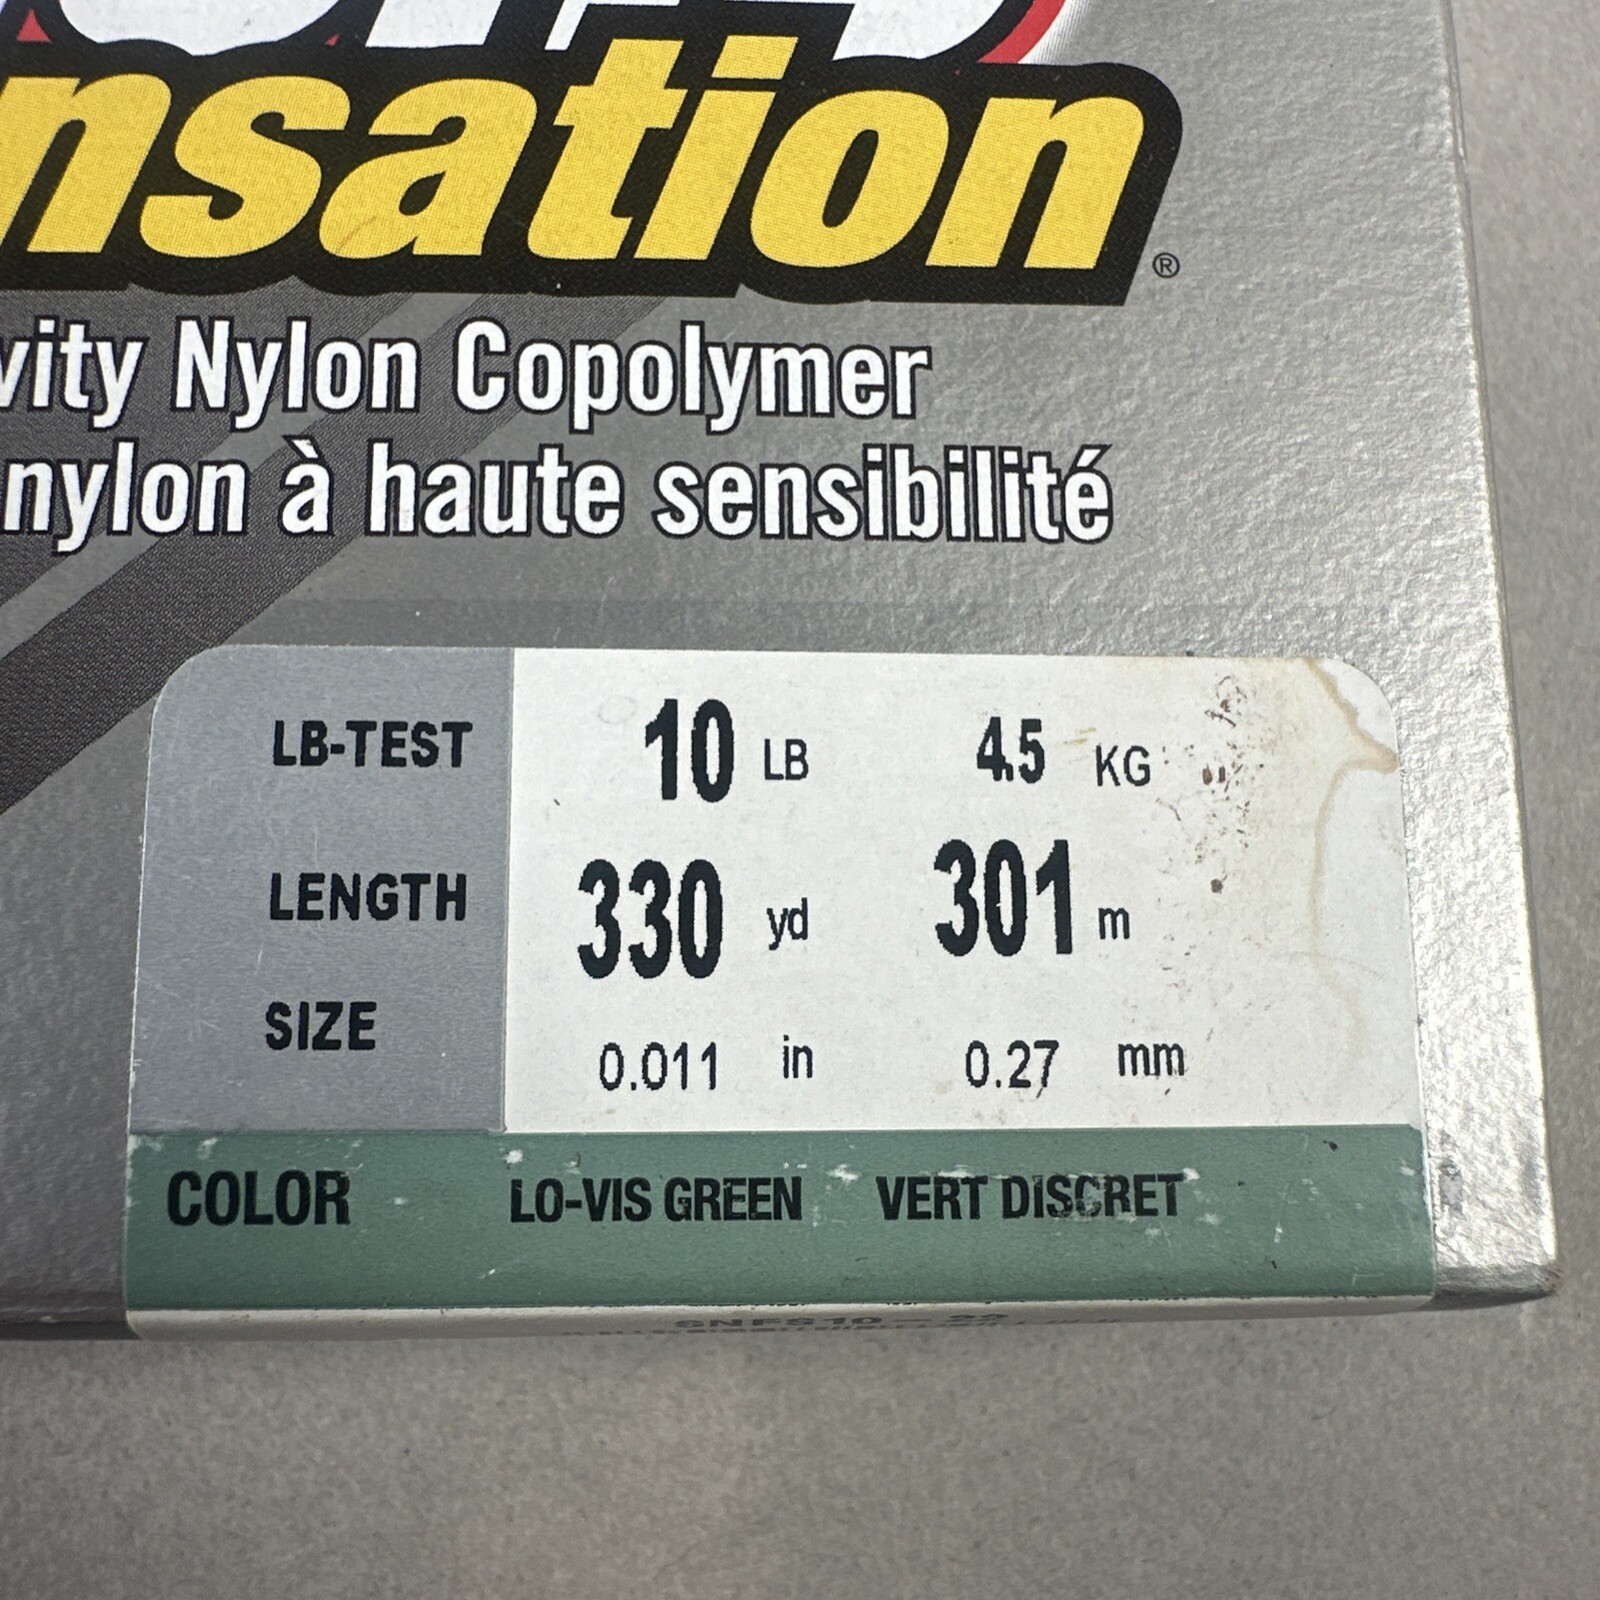 nsation®
vity Nylon Copolymer
nylon à haute sensibilité
LB-TEST 10 LB 4.5 KG
LENGTH 330 yd 301 m
SIZE 0.011 in 0.27 mm
COLOR LO-VIS GREEN VERT DISCRET